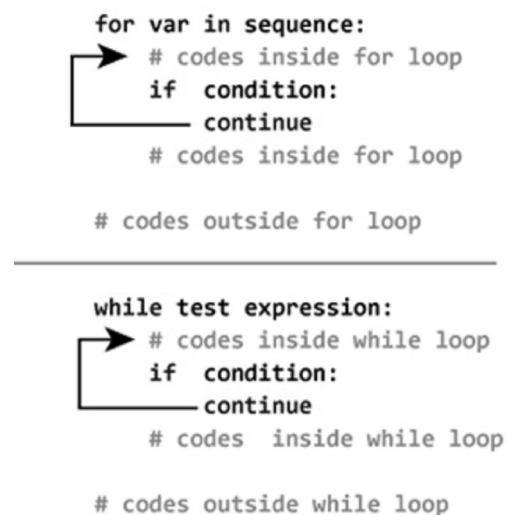 for var in sequence:
# codes inside for loop
if condition:
continue
# codes inside for loop
# codes outside for loop
while test expression:
# codes inside while loop
if condition:
continue
# codes inside while loop
# codes outside while loop